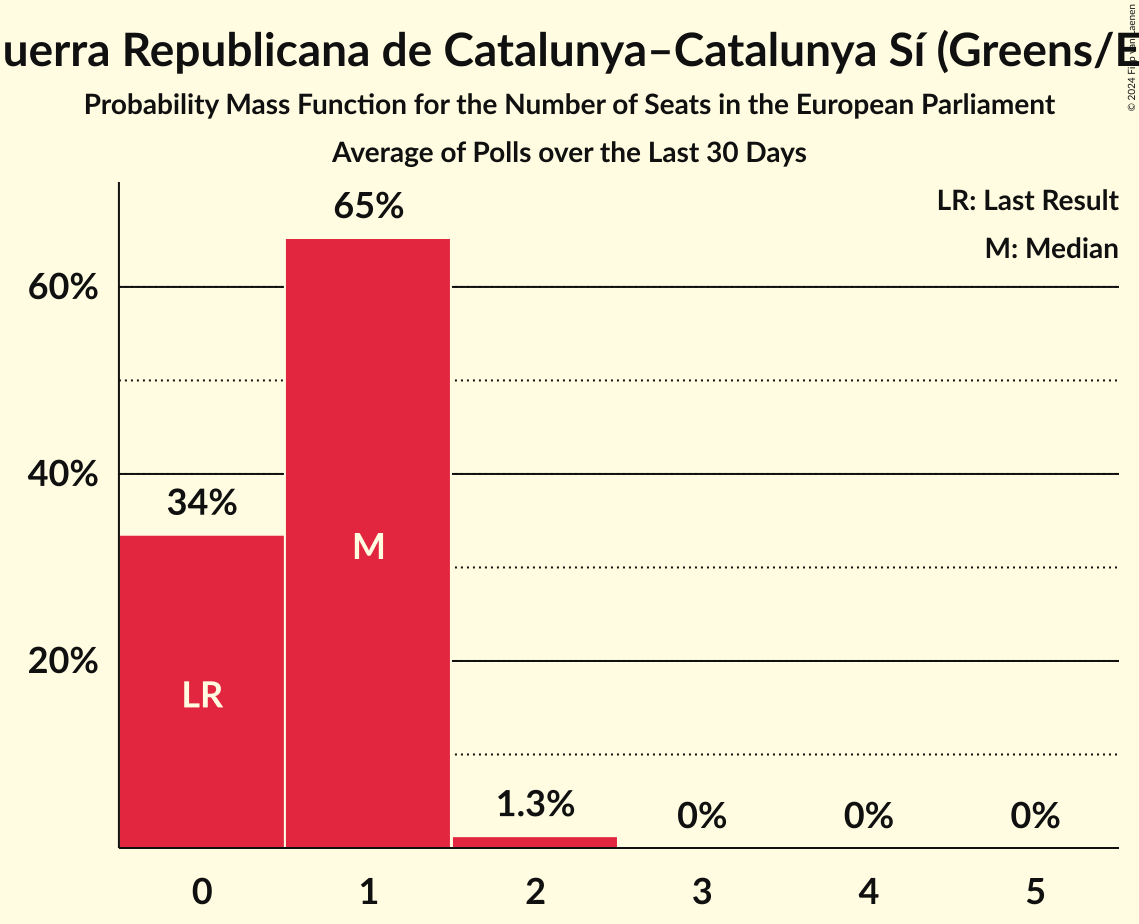 uerra Republicana de Catalunya–Catalunya Sí (Greens/E
Probability Mass Function for the Number of Seats in the European Parliament
Average of Polls over the Last 30 Days
LR: Last Result
M: Median
65%
60%
40%
34%
M
20%
LR
1.3%
0%
0%
0%
0
1
2
3
4
5
© 2024